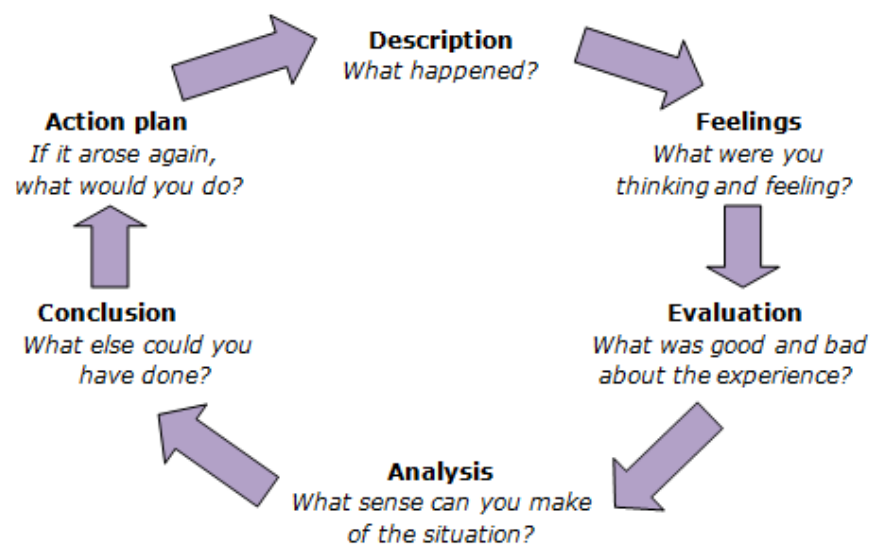 Description
What happened?
Feelings
What were you
thinking and feeling?
Evaluation
What was good and bad
about the experience?
Analysis
What sense can you make
of the situation?
Conclusion
What else could you
have done?
Action plan
If it arose again,
what would you do?